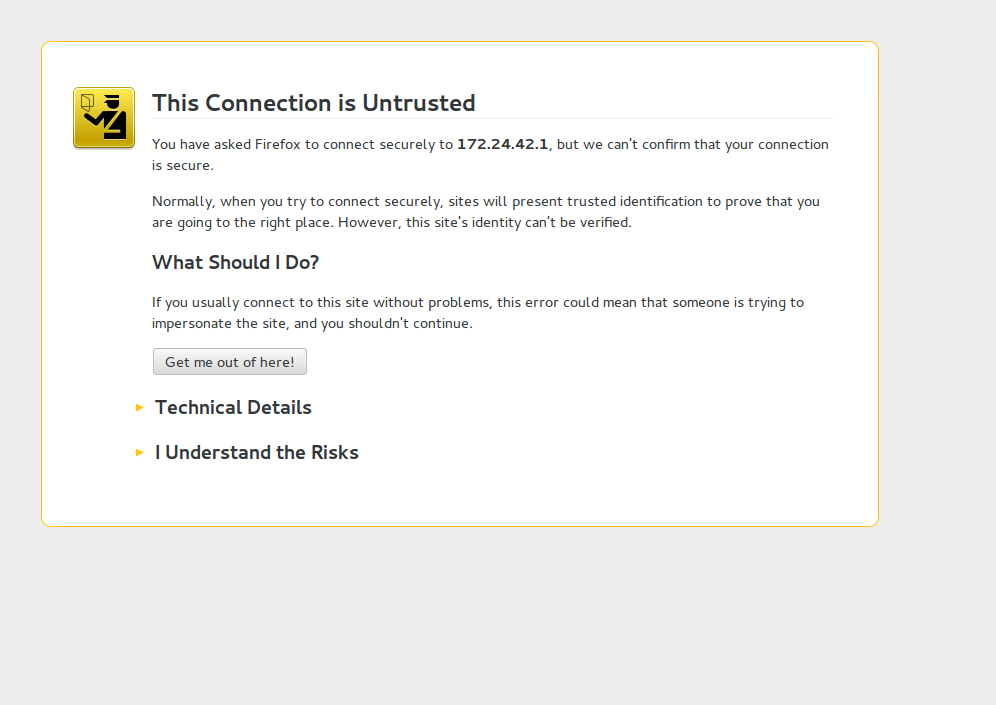 This Connection is Untrusted
You have asked Firefox to connect securely to 172.24.42.1, but we can't confirm that your connection
is secure.
Normally, when you try to connect securely, sites will present trusted identification to prove that you
are going to the right place. However, this site's identity can't be verified.
What Should I Do?
If you usually connect to this site without problems, this error could mean that someone is trying to
impersonate the site, and you shouldn't continue.
Get me out of here!
Technical Details
I Understand the Risks